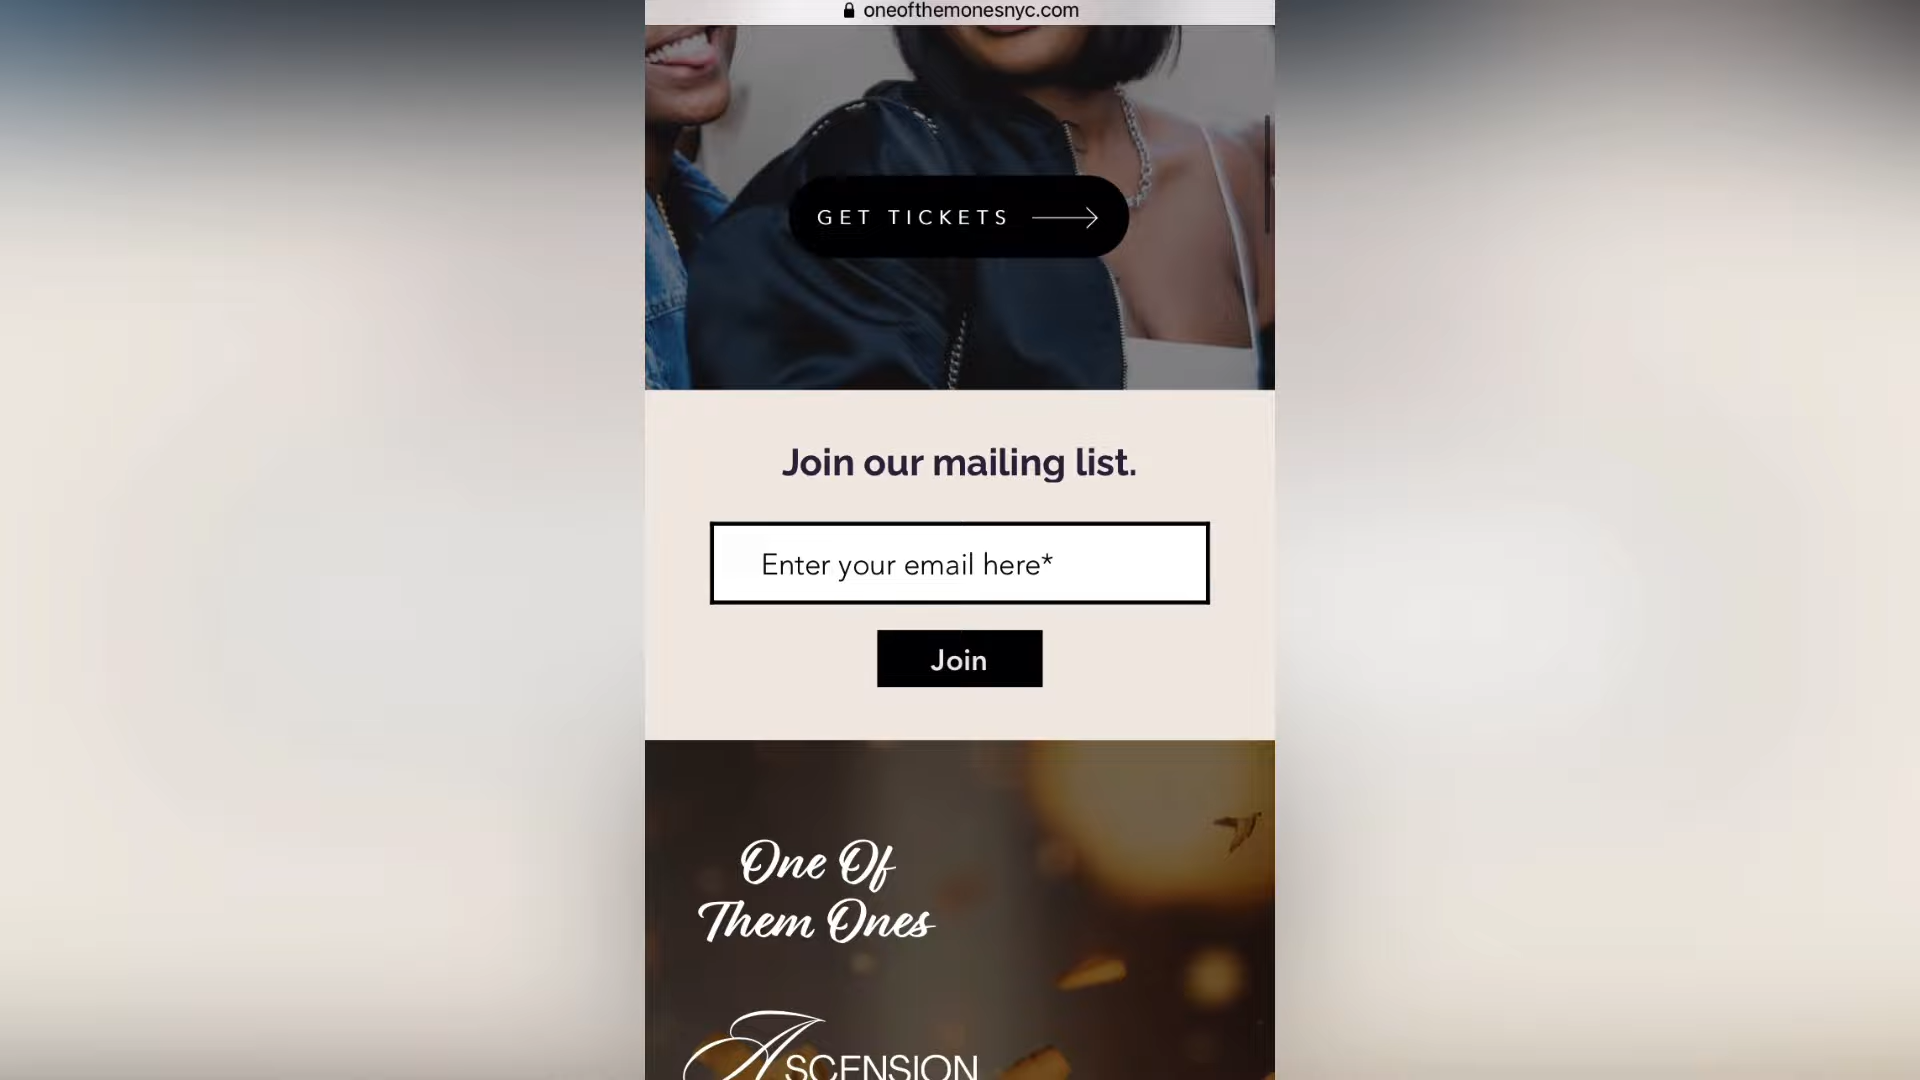 oneofthemonesnyc.com
GET TICKETS
Join our mailing list.
Enter your email here*
Join
One Of
Them Ones
ASCENSION